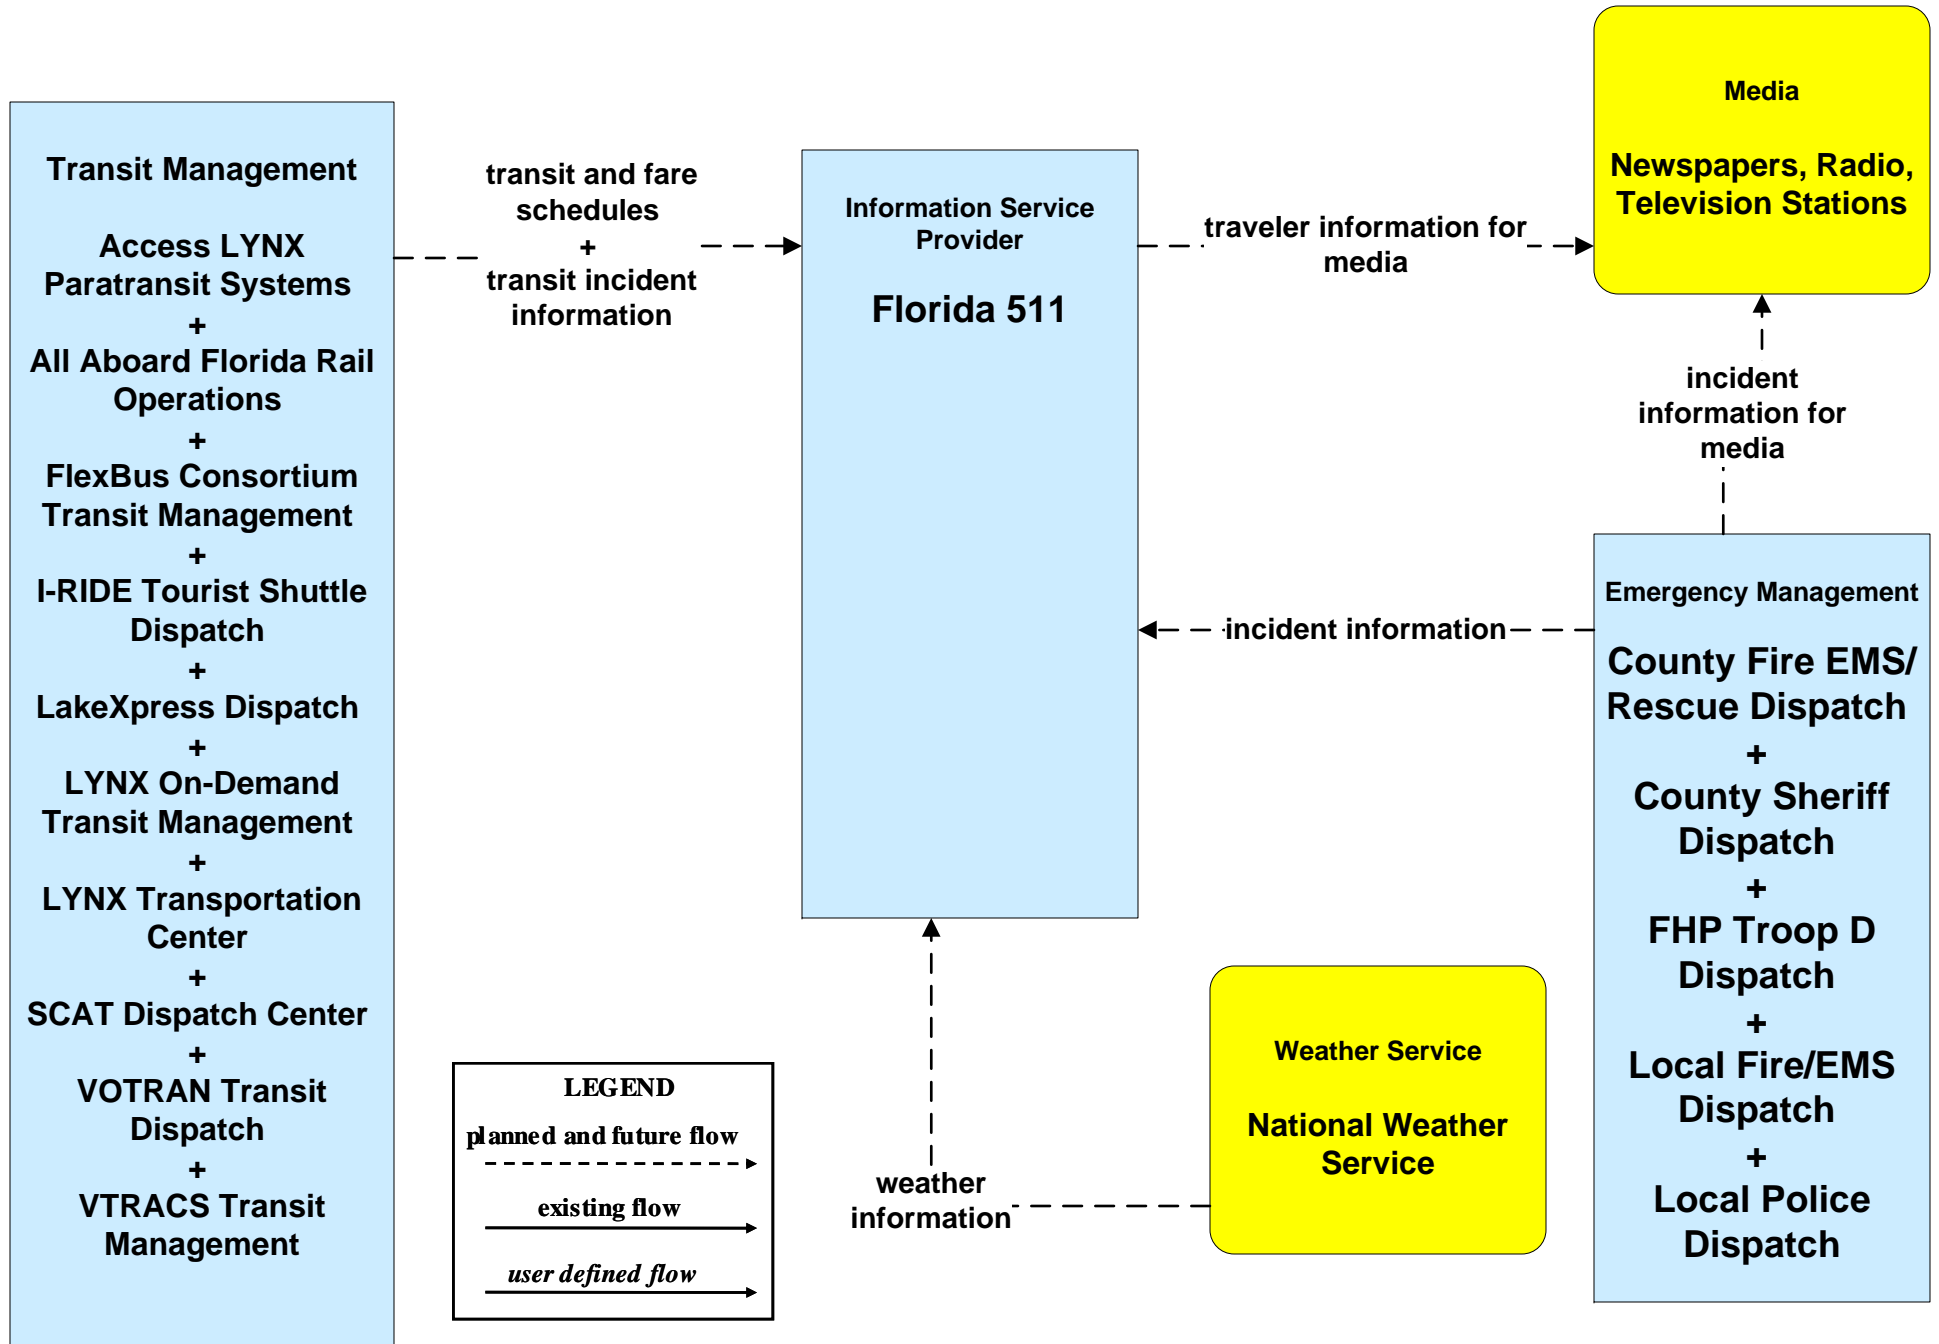 Transit Management
Access LYNX
Paratransit Systems
+
All Aboard Florida Rail
Operations
+
FlexBus Consortium
Transit Management
+
I-RIDE Tourist Shuttle
Dispatch
+
LakeXpress Dispatch
+
LYNX On-Demand
Transit Management
+
LYNX Transportation
Center
+
SCAT Dispatch Center
+
VOTRAN Transit
Dispatch
+
VTRACS Transit
Management
transit and fare
schedules
+
transit incident
information
Information Service
Provider
Florida 511
traveler information for
media
Media
Newspapers, Radio,
Television Stations
incident
information for
media
incident information
Emergency Management
County Fire EMS/
Rescue Dispatch
+
County Sheriff
Dispatch
+
FHP Troop D
Dispatch
+
Local Fire/EMS
Dispatch
+
Local Police
Dispatch
Weather Service
National Weather
Service
weather
information
LEGEND
planned and future flow
existing flow
user defined flow